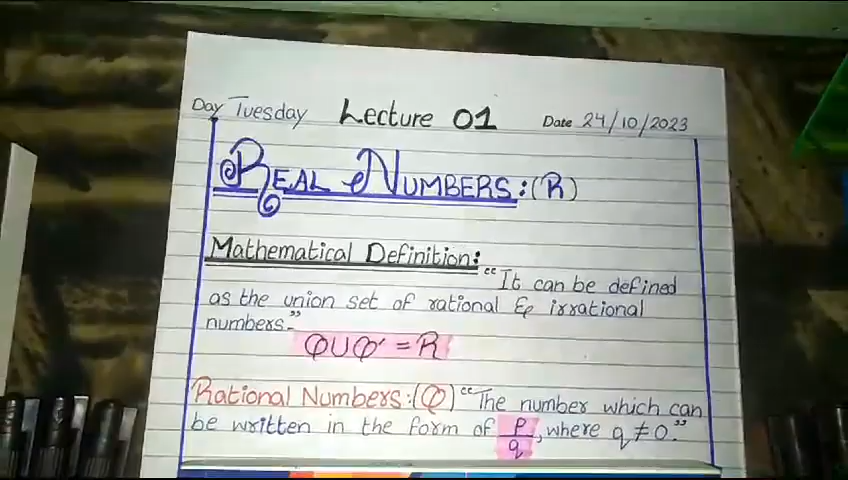 Day Tuesday Lecture 01 Date 24/10/2023
REAL NUMBERS:(R)
Mathematical Definition:
"It can be defined
as the union set of rational & irrational
numbers."
QUQ' = R
Rational Numbers:(Q) "The number which can
be written in the form of p/q, where q ≠ 0."